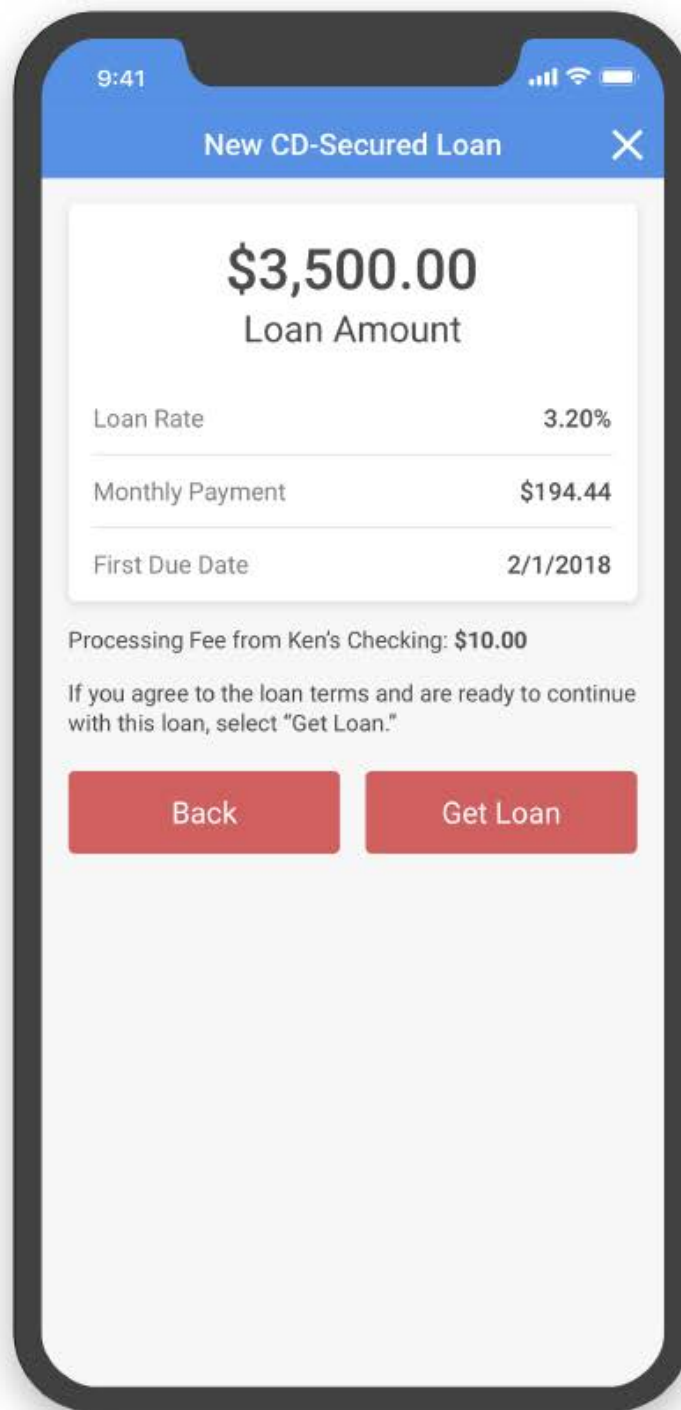 9:41
New CD-Secured Loan
$3,500.00
Loan Amount
Loan Rate 3.20%
Monthly Payment $194.44
First Due Date 2/1/2018
Processing Fee from Ken's Checking: $10.00
If you agree to the loan terms and are ready to continue
with this loan, select “Get Loan.”
Back Get Loan